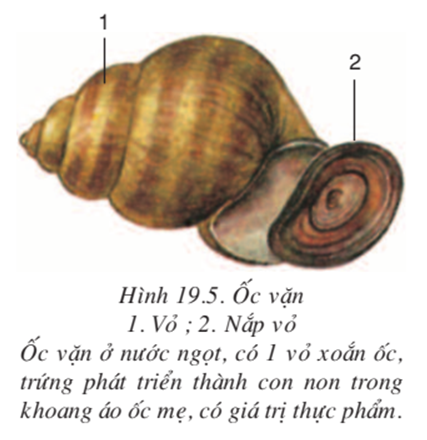 1
2
Hình 19.5. Ốc vặn
1. Vỏ ; 2. Nắp vỏ
Ốc vặn ở nước ngọt, có 1 vỏ xoắn ốc,
trứng phát triển thành con non trong
khoang áo ốc mẹ, có giá trị thực phẩm.